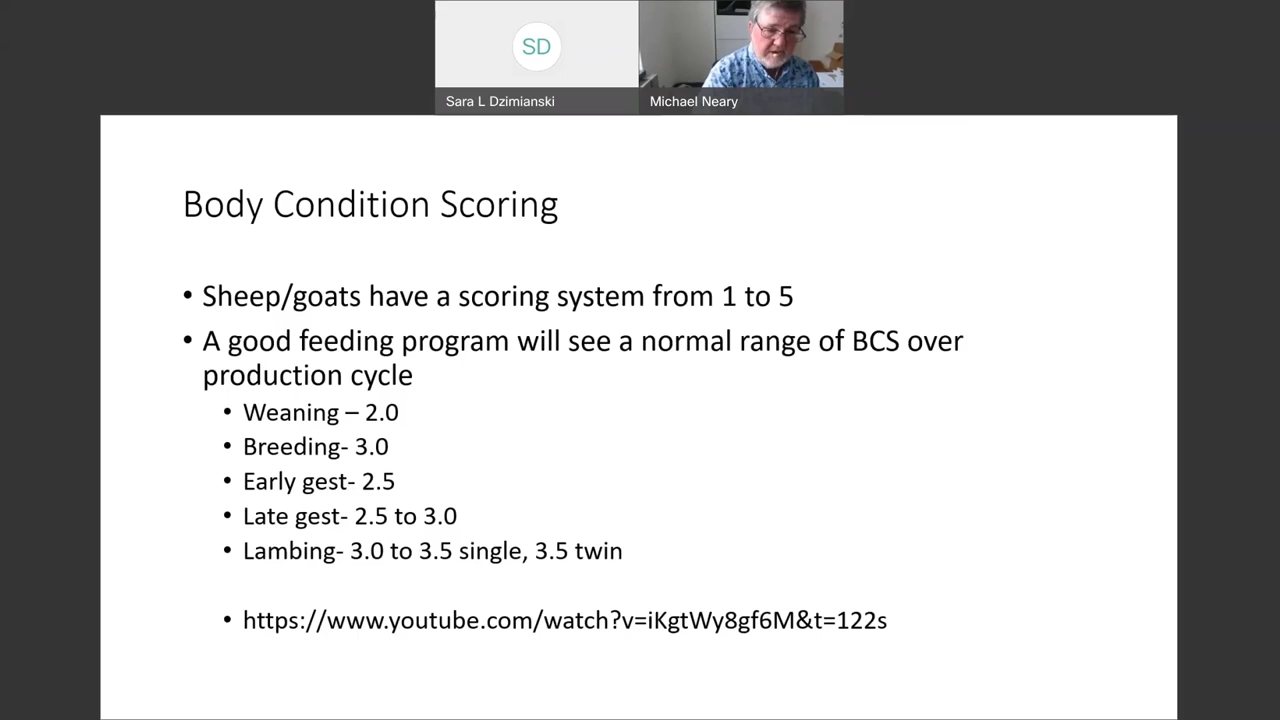 SD
Sara L Dzimianski
Michael Neary
Body Condition Scoring
• Sheep/goats have a scoring system from 1 to 5
• A good feeding program will see a normal range of BCS over
production cycle
• Weaning – 2.0
• Breeding- 3.0
• Early gest- 2.5
• Late gest- 2.5 to 3.0
• Lambing- 3.0 to 3.5 single, 3.5 twin
• https://www.youtube.com/watch?v=iKgtWy8gf6M&t=122s